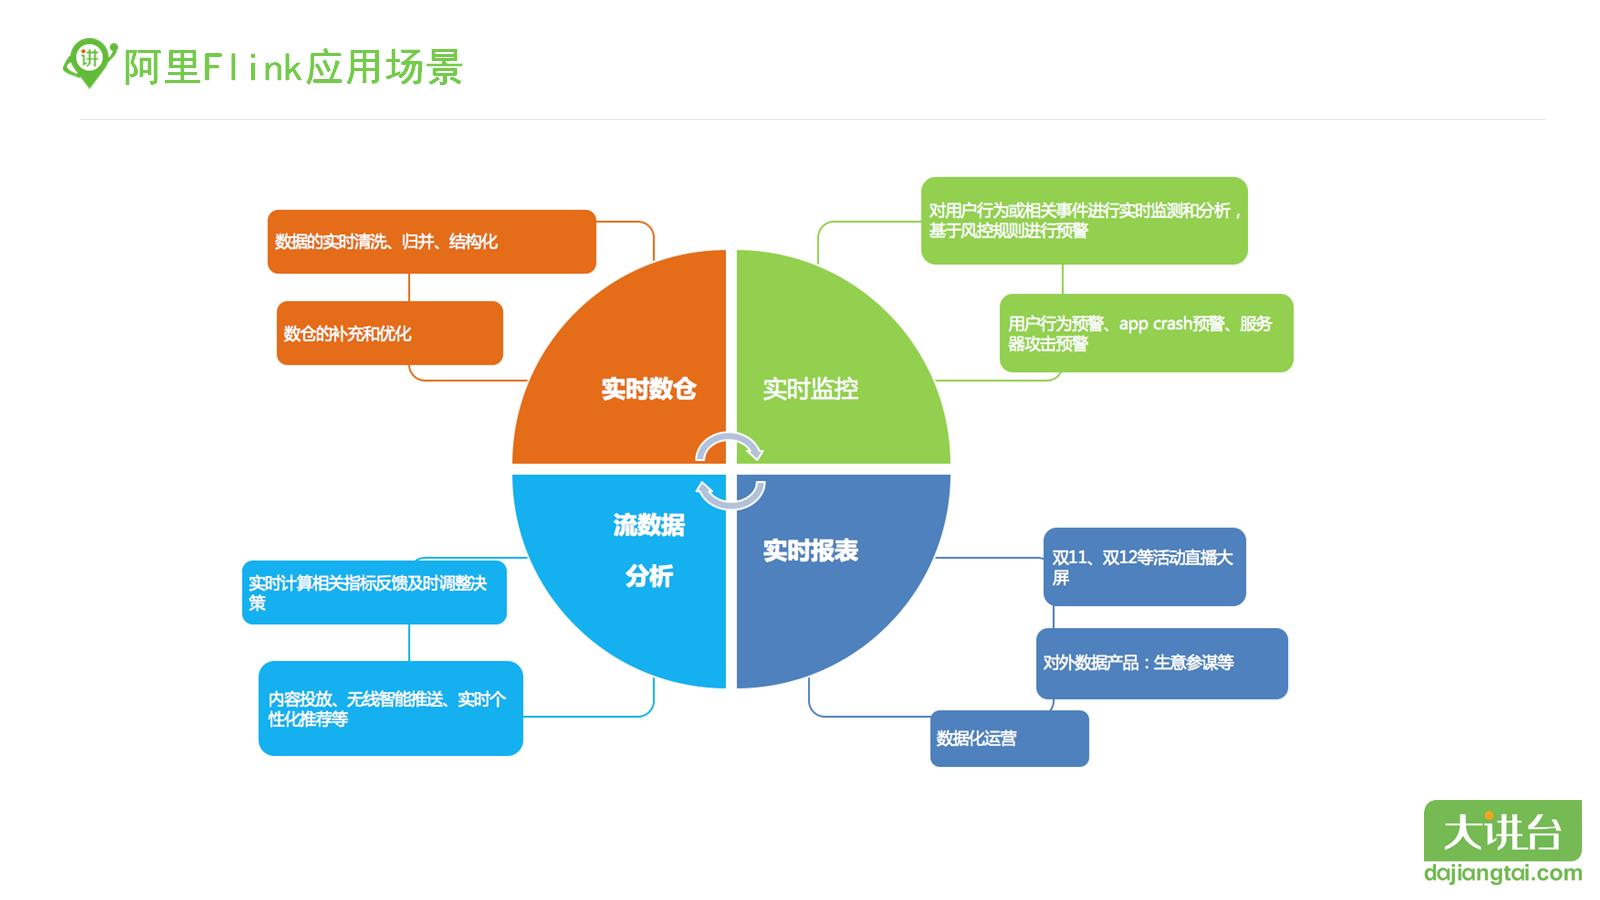 讲
阿里Flink应用场景
数据的实时清洗、归并、结构化
数仓的补充和优化
对用户行为或相关事件进行实时监测和分析，
基于风控规则进行预警
用户行为预警、app crash预警、服务
器攻击预警
实时数仓
实时监控
流数据
分析
实时报表
实时计算相关指标反馈及时调整决
策
内容投放、无线智能推送、实时个
性化推荐等
双11、双12等活动直播大
屏
对外数据产品：生意参谋等
数据化运营
大讲台
dajiangtai.com